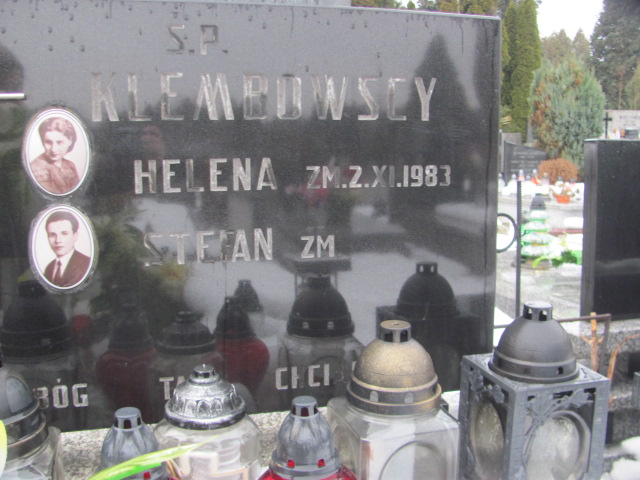 Ś.P.
KLEMBOWSCY
HELENA ZM.2.XI.1983
STEFAN ZM
BÓG CHCI